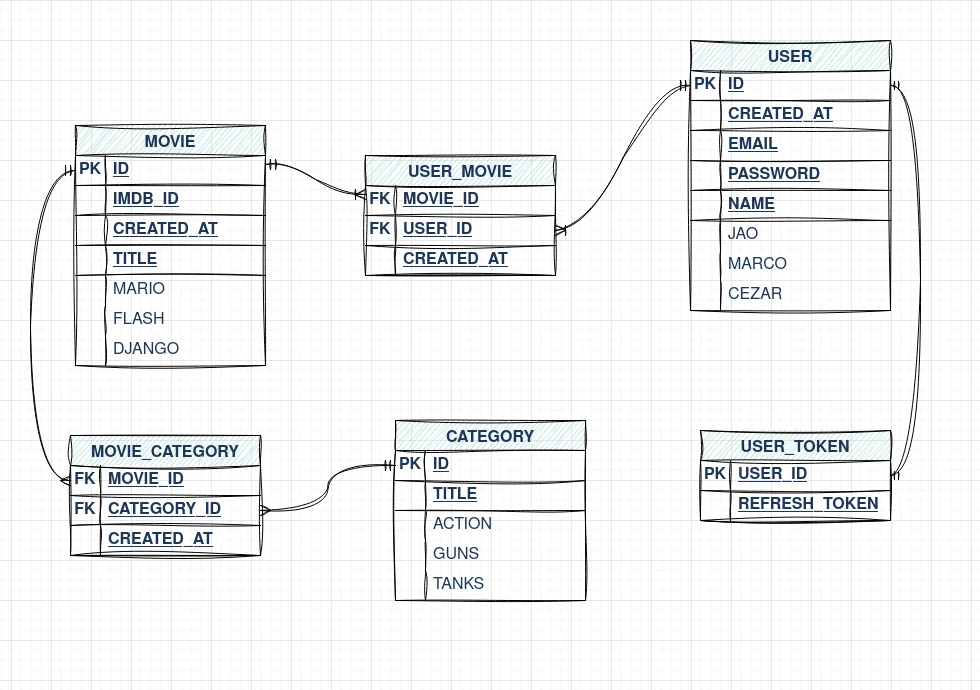 USER
PK ID
CREATED_AT
EMAIL
PASSWORD
NAME
JAO
MARCO
CEZAR
MOVIE
PK ID
IMDB_ID
CREATED_AT
TITLE
MARIO
FLASH
DJANGO
USER_MOVIE
FK MOVIE_ID
FK USER_ID
CREATED_AT
MOVIE_CATEGORY
FK MOVIE_ID
FK CATEGORY_ID
CREATED_AT
CATEGORY
PK ID
TITLE
ACTION
GUNS
TANKS
USER_TOKEN
PK USER_ID
REFRESH_TOKEN